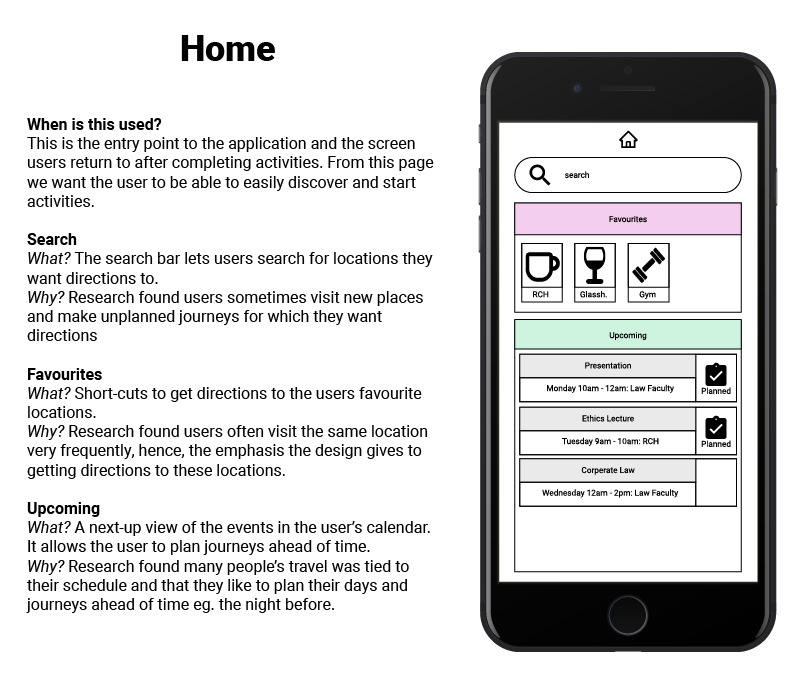 Home
When is this used?
This is the entry point to the application and the screen
users return to after completing activities. From this page
we want the user to be able to easily discover and start
activities.
Search
What? The search bar lets users search for locations they
want directions to.
Why? Research found users sometimes visit new places
and make unplanned journeys for which they want
directions
Favourites
What? Short-cuts to get directions to the users favourite
locations.
Why? Research found users often visit the same location
very frequently, hence, the emphasis the design gives to
getting directions to these locations.
Upcoming
What? A next-up view of the events in the user’s calendar.
It allows the user to plan journeys ahead of time.
Why? Research found many people’s travel was tied to
their schedule and that they like to plan their days and
journeys ahead of time eg. the night before.
search
Favourites
RCH
Glassh.
Gym
Upcoming
Presentation
Monday 10am - 12am: Law Faculty
Planned
Ethics Lecture
Tuesday 9am - 10am: RCH
Planned
Corperate Law
Wednesday 12am - 2pm: Law Faculty